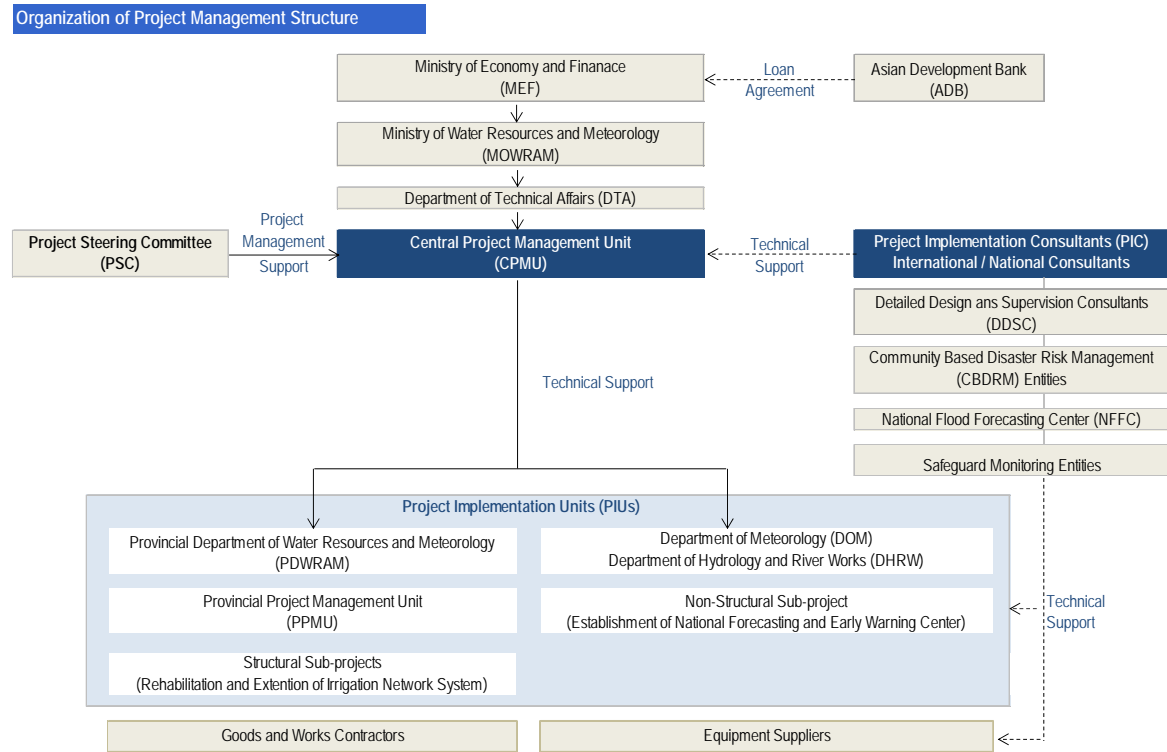 Organization of Project Management Structure
Ministry of Economy and Finanace
(MEF)
Loan
Agreement
Asian Development Bank
(ADB)
Ministry of Water Resources and Meteorology
(MOWRAM)
Department of Technical Affairs (DTA)
Project Steering Committee
(PSC)
Project
Management
Support
Central Project Management Unit
(CPMU)
Technical
Support
Preject Implementation Consultants (PIC)
International / National Consultants
Detailed Design ans Supervision Consultants
(DDSC)
Community Based Disaster Risk Management
(CBDRM) Entities
National Flood Forecasting Center (NFFC)
Safeguard Monitoring Entities
Technical Support
Project Implementation Units (PIUs)
Provincial Department of Water Resources and Meteorology
(PDWRAM)
Department of Meteorology (DOM)
Department of Hydrology and River Works (DHRW)
Provincial Project Management Unit
(PPMU)
Non-Structural Sub-project
(Establishment of National Forecasting and Early Warning Center)
Technical
Support
Structural Sub-projects
(Rehabilitation and Extention of Irrigation Network System)
Goods and Works Contractors
Equipment Suppliers